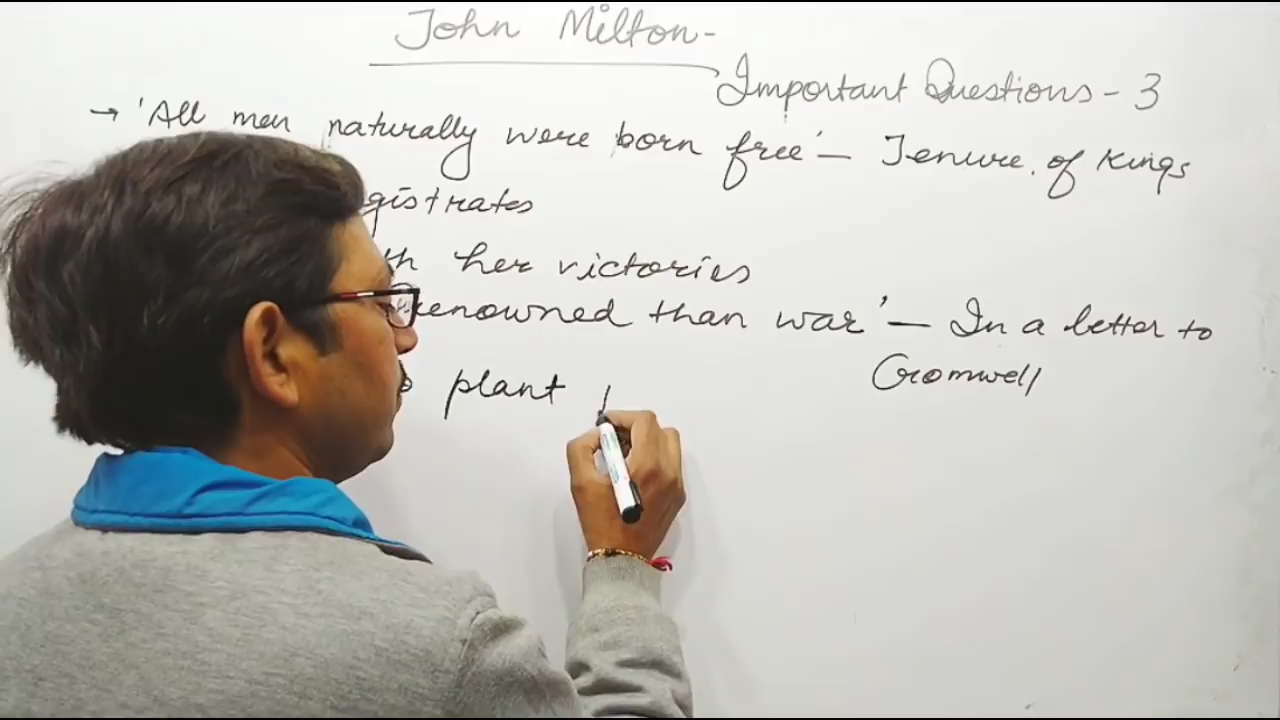 John Milton-
Important Questions - 3
→ 'All men naturally were born free' — Tenure of Kings
gistrates
th her victories
renowned than war' — In a letter to
Cromwell
plant